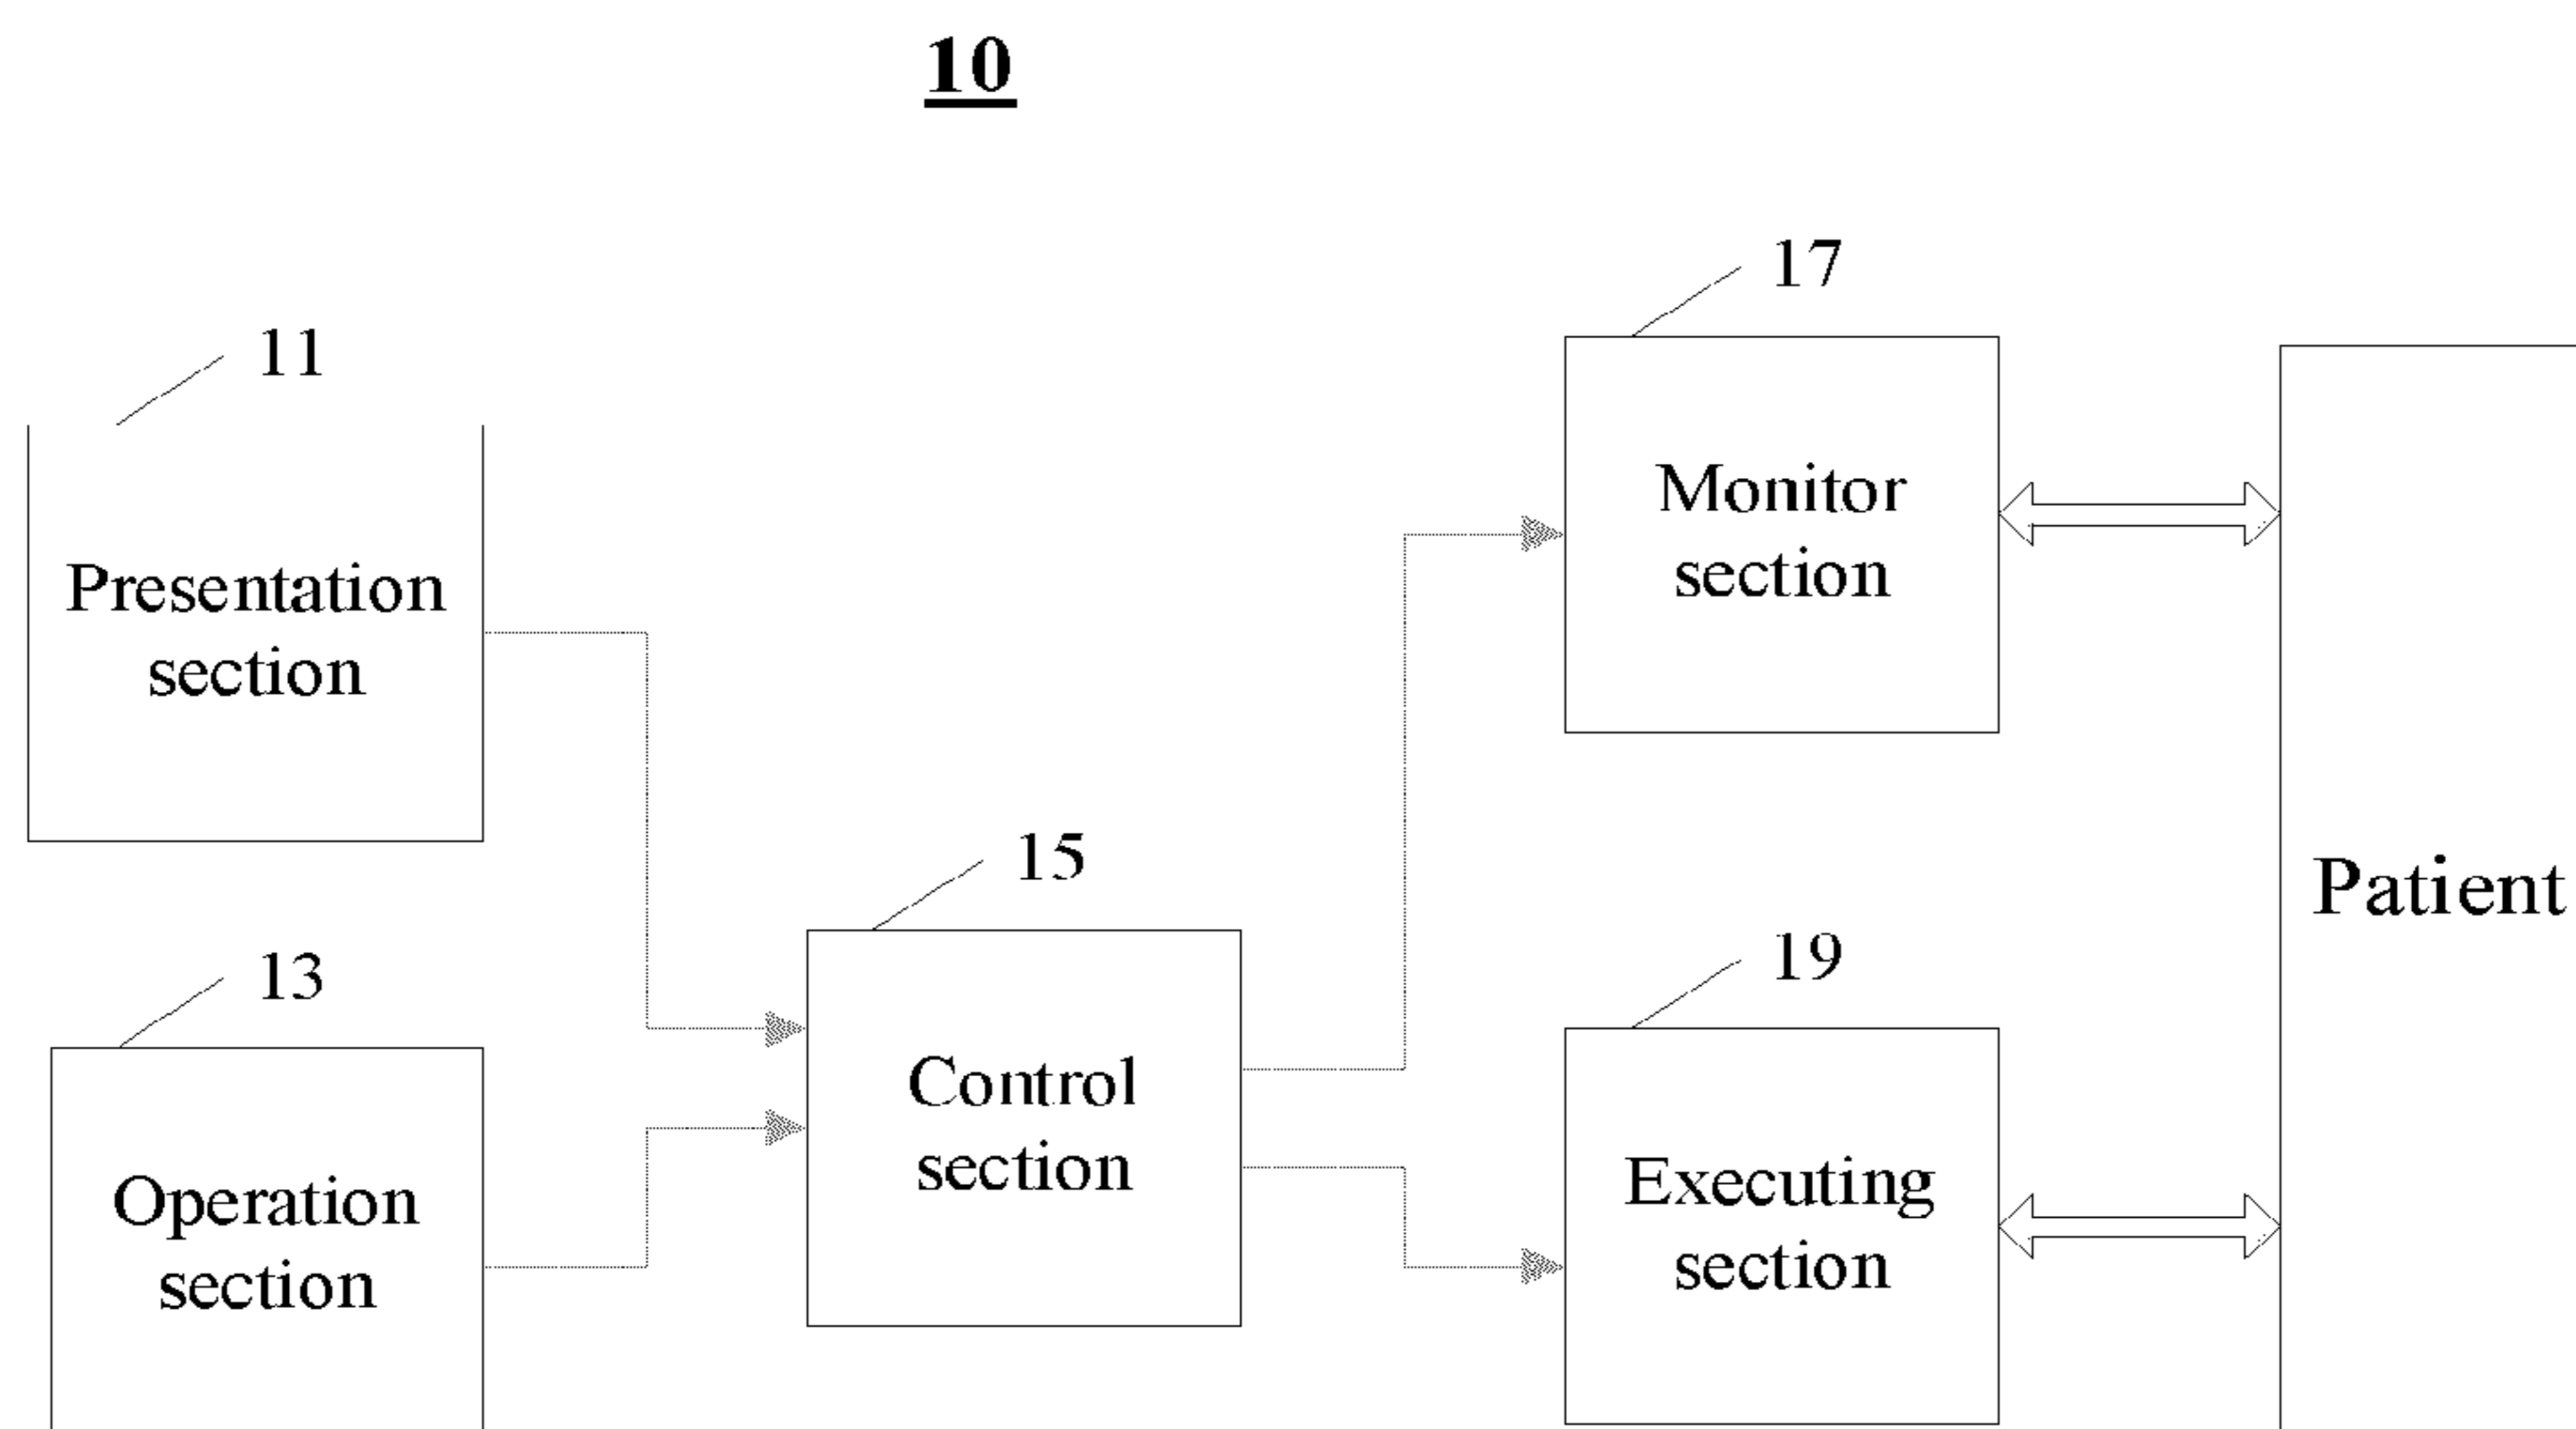 10
11
Presentation
section
13
Operation
section
15
Control
section
17
Monitor
section
19
Executing
section
Patient